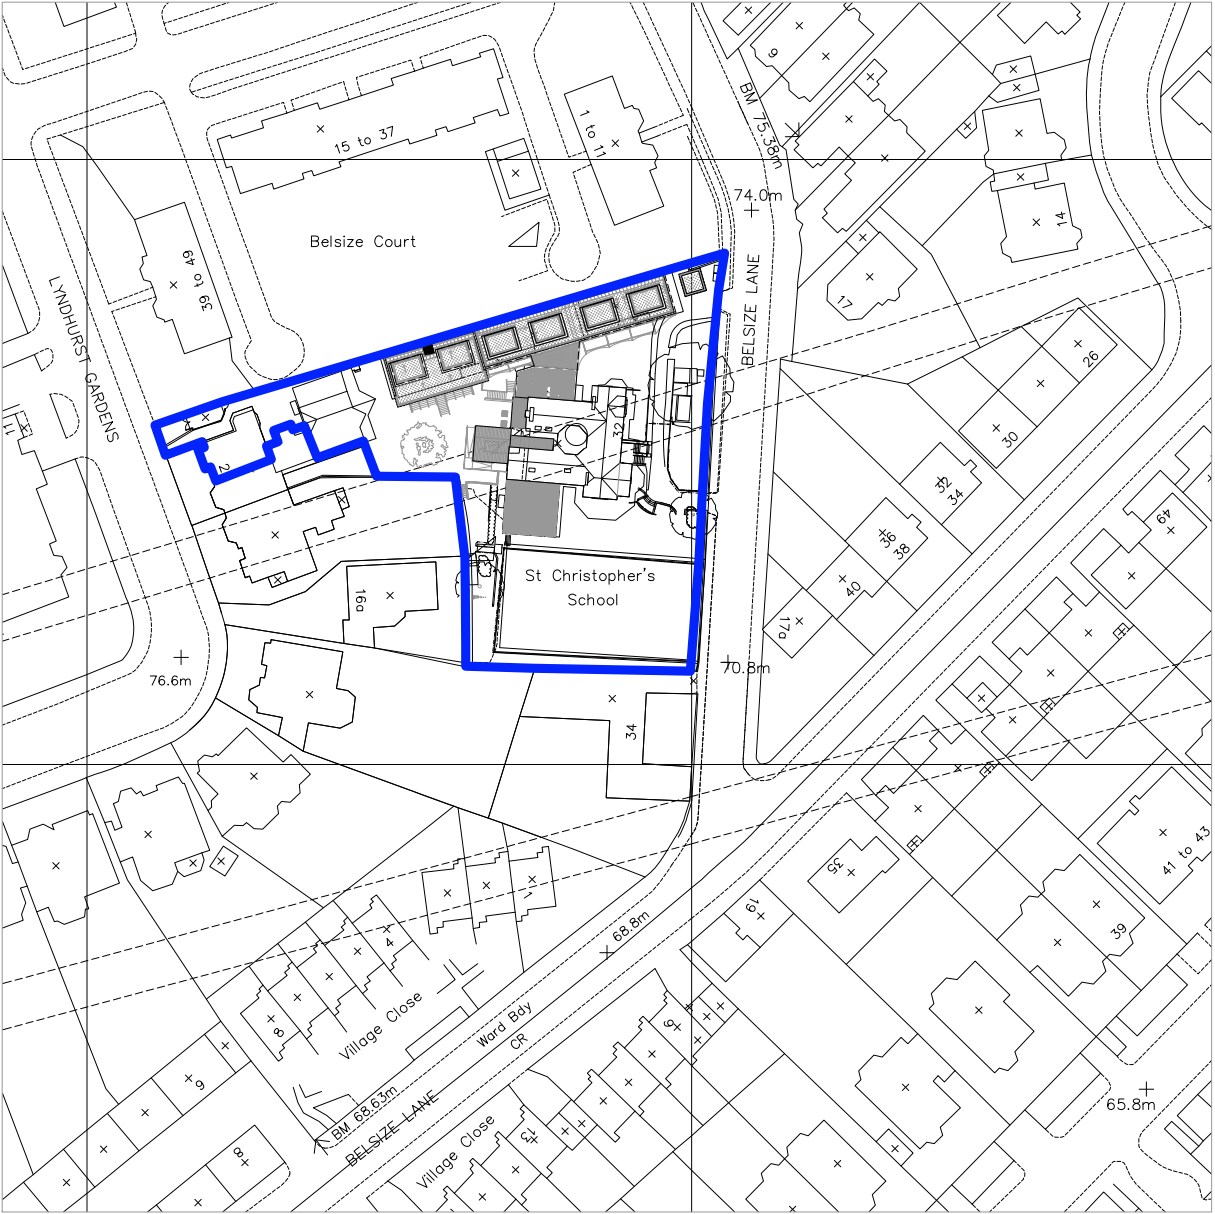 9
BM 75.38m
15 to 37
1 to 11
74.0m
14
Belsize Court
39 to 49
LYNDHURST GARDENS
BELSIZE LANE
17
26
30
11
2
32
32
34
36
38
49
40
16a
St Christopher's
School
17a
76.6m
70.8m
34
35
41 to 43
1
19
39
4
68.8m
8
Village Close
Ward Bdy
CR
9
9
BM 68.63m
BELSIZE LANE
65.8m
13
Village Close
8